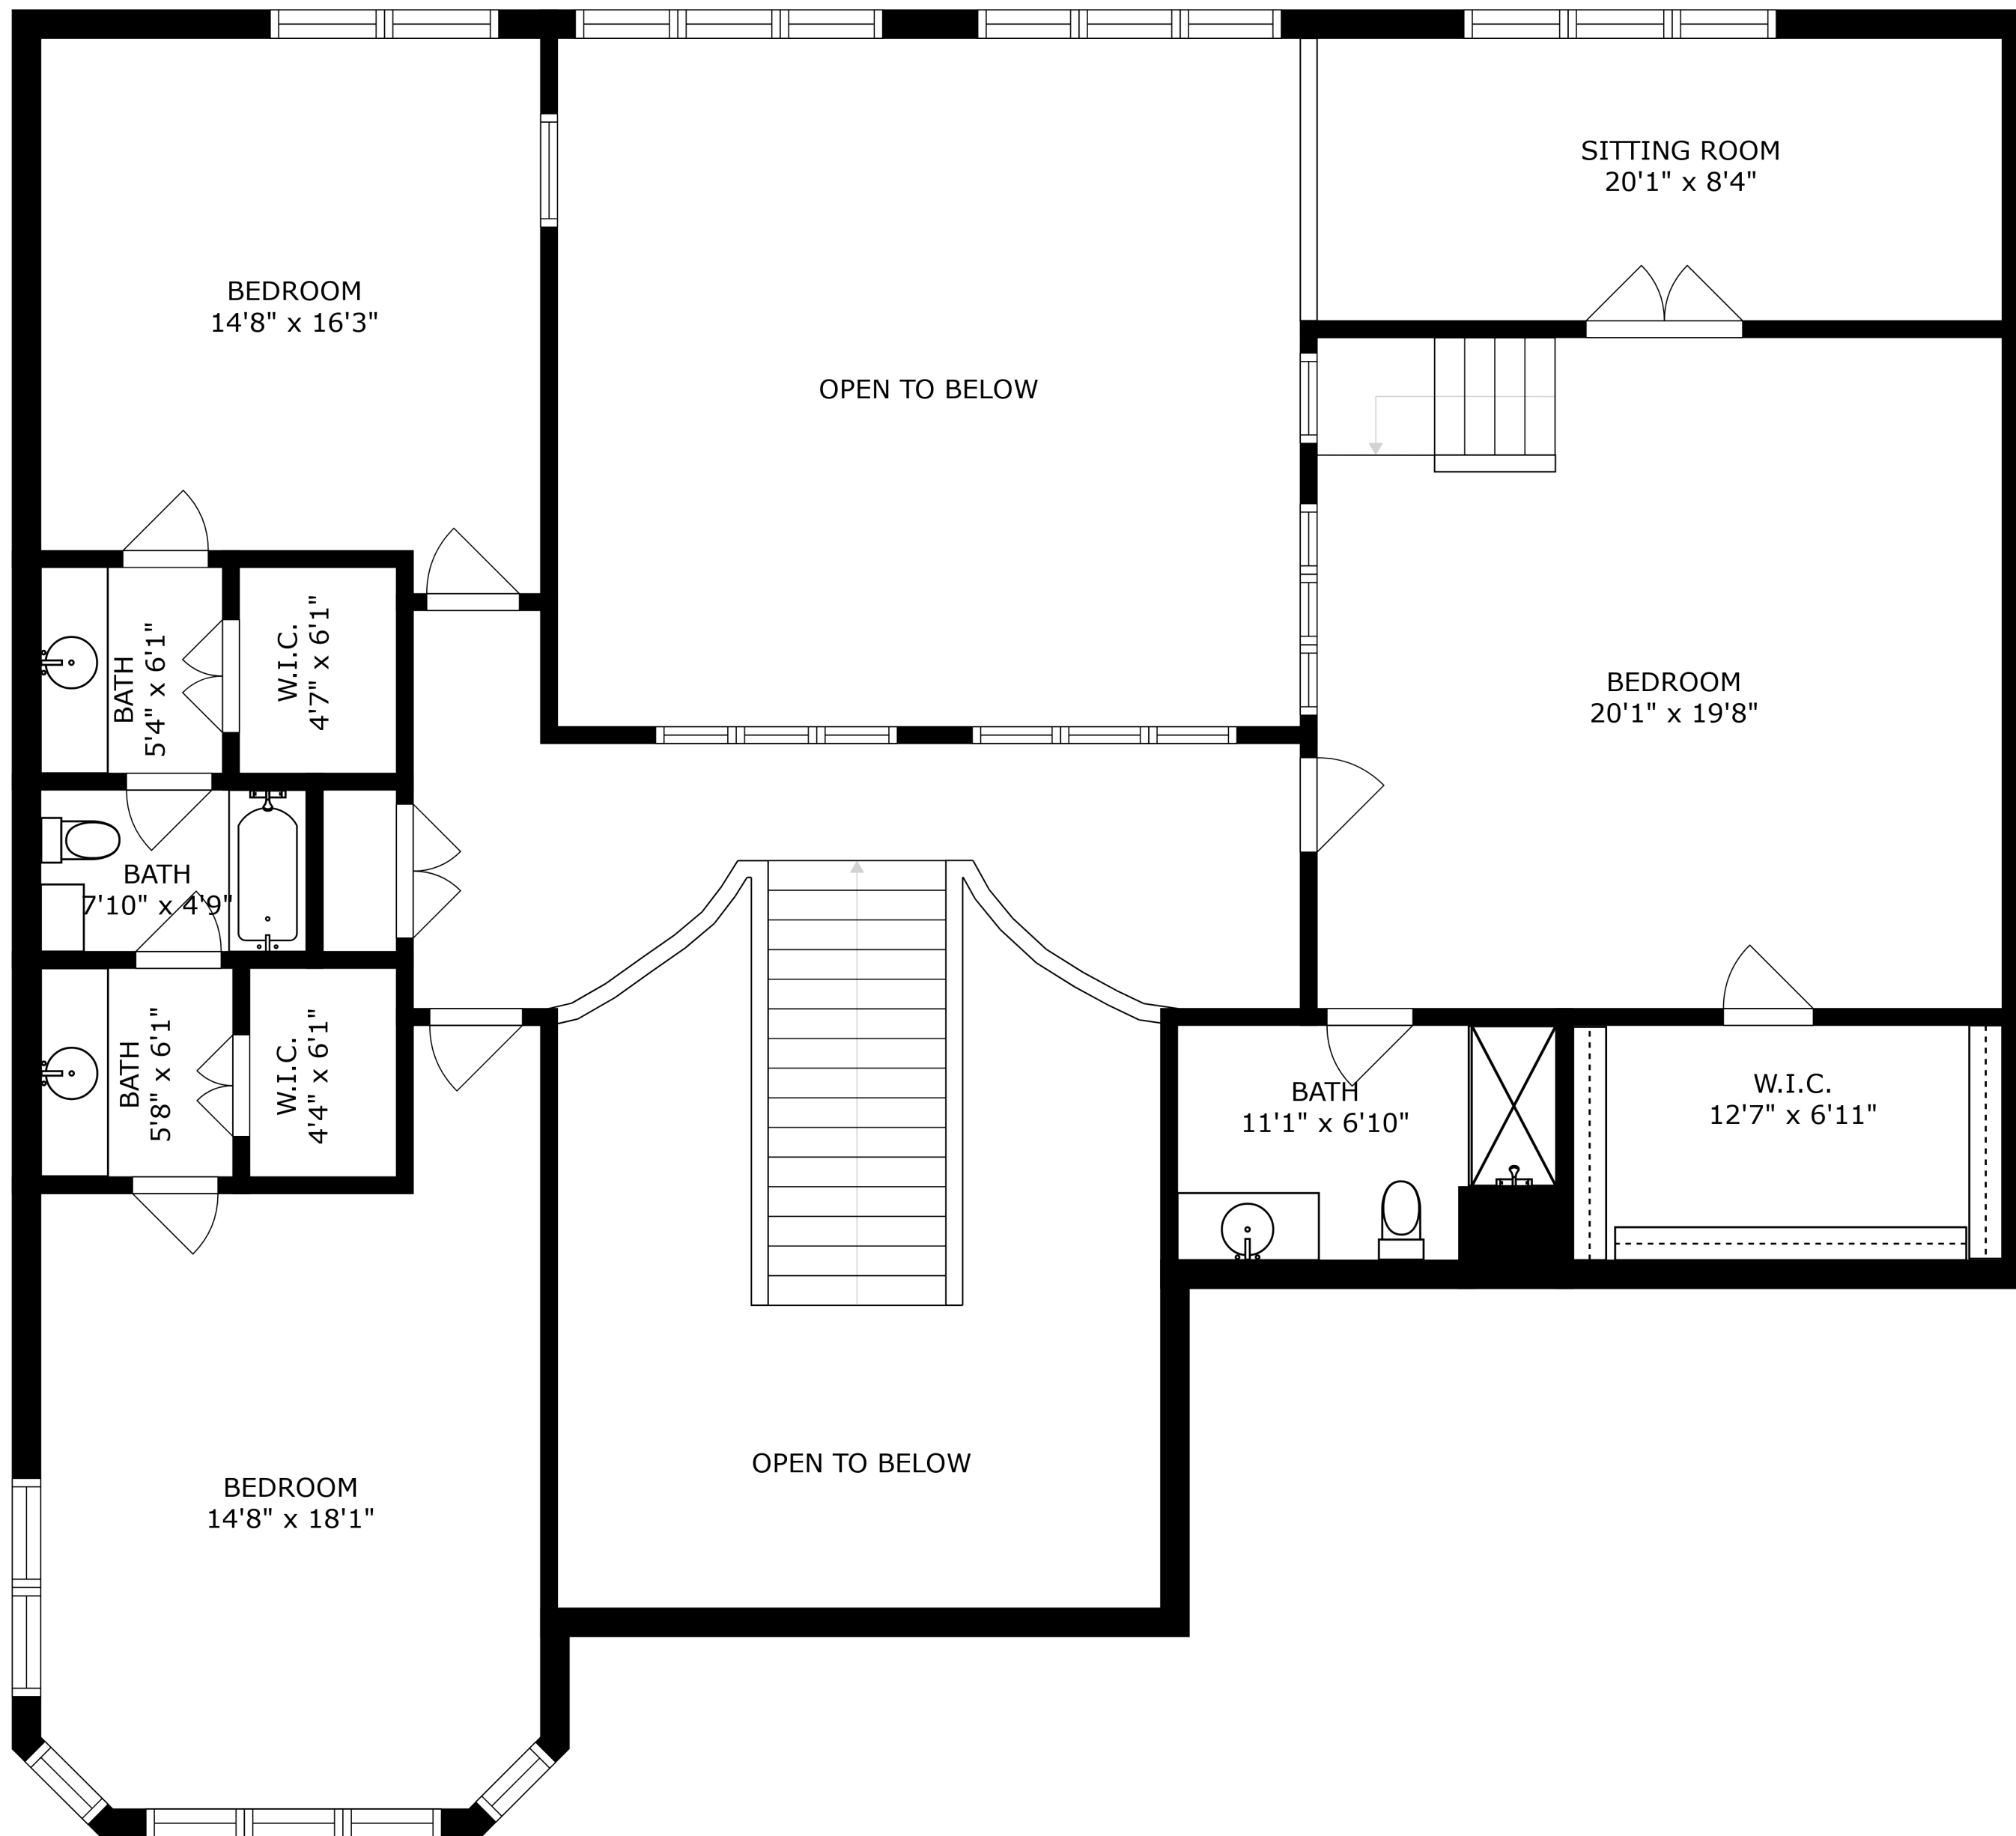 SITTING ROOM
20'1" x 8'4"
BEDROOM
14'8" x 16'3"
OPEN TO BELOW
BATH
5'4" x 6'1"
W.I.C.
4'7" x 6'1"
BEDROOM
20'1" x 19'8"
BATH
7'10" x 4'9"
BATH
5'8" x 6'1"
W.I.C.
4'4" x 6'1"
BATH
11'1" x 6'10"
W.I.C.
12'7" x 6'11"
OPEN TO BELOW
BEDROOM
14'8" x 18'1"